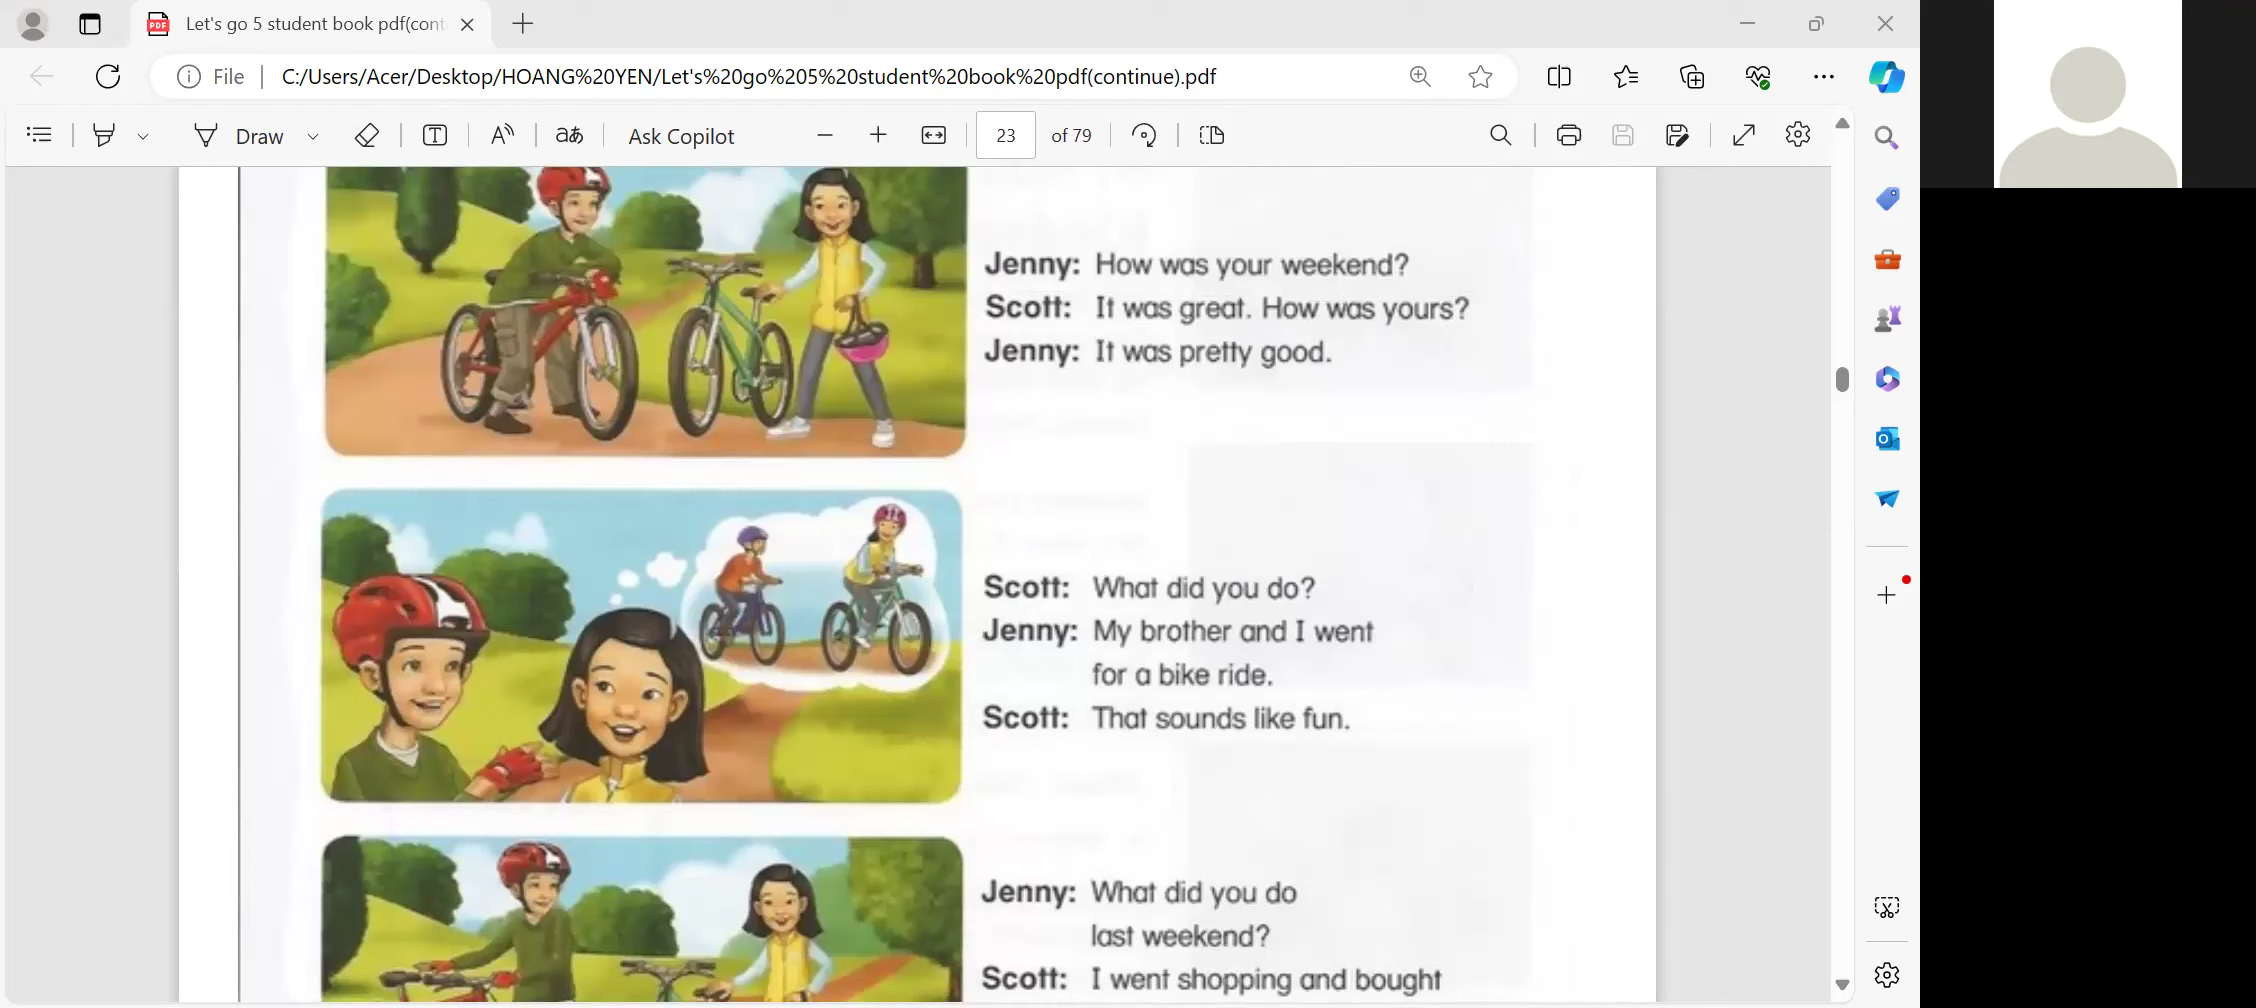 Let's go 5 student book pdf(cont
File
C:/Users/Acer/Desktop/HOANG%20YEN/Let's%20go%205%20student%20book%20pdf(continue).pdf
Draw
aあ
Ask Copilot
23
of 79
Jenny: How was your weekend?
Scott: It was great. How was yours?
Jenny: It was pretty good.
Scott: What did you do?
Jenny: My brother and I went
for a bike ride.
Scott: That sounds like fun.
Jenny: What did you do
last weekend?
Scott: I went shopping and bought